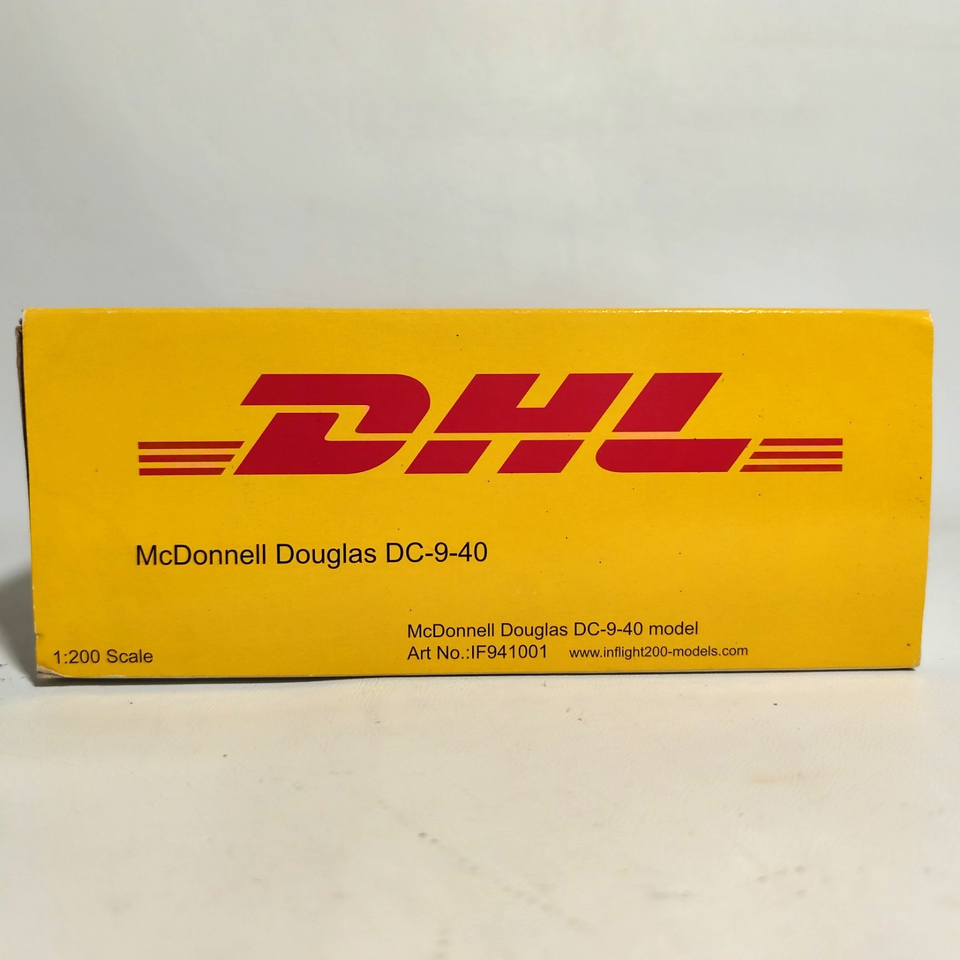 DHL
McDonnell Douglas DC-9-40
McDonnell Douglas DC-9-40 model
1:200 Scale
Art No.:IF941001 www.inflight200-models.com